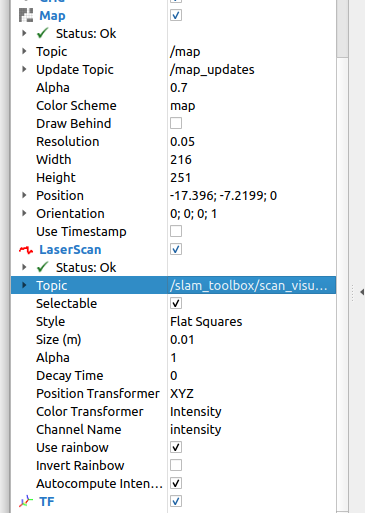 Map
Status: Ok
Topic /map
Update Topic /map_updates
Alpha 0.7
Color Scheme map
Draw Behind
Resolution 0.05
Width 216
Height 251
Position -17.396; -7.2199; 0
Orientation 0; 0; 0; 1
Use Timestamp
LaserScan
Status: Ok
Topic /slam_toolbox/scan_visu...
Selectable
Style Flat Squares
Size (m) 0.01
Alpha 1
Decay Time 0
Position Transformer XYZ
Color Transformer Intensity
Channel Name intensity
Use rainbow
Invert Rainbow
Autocompute Inten...
TF